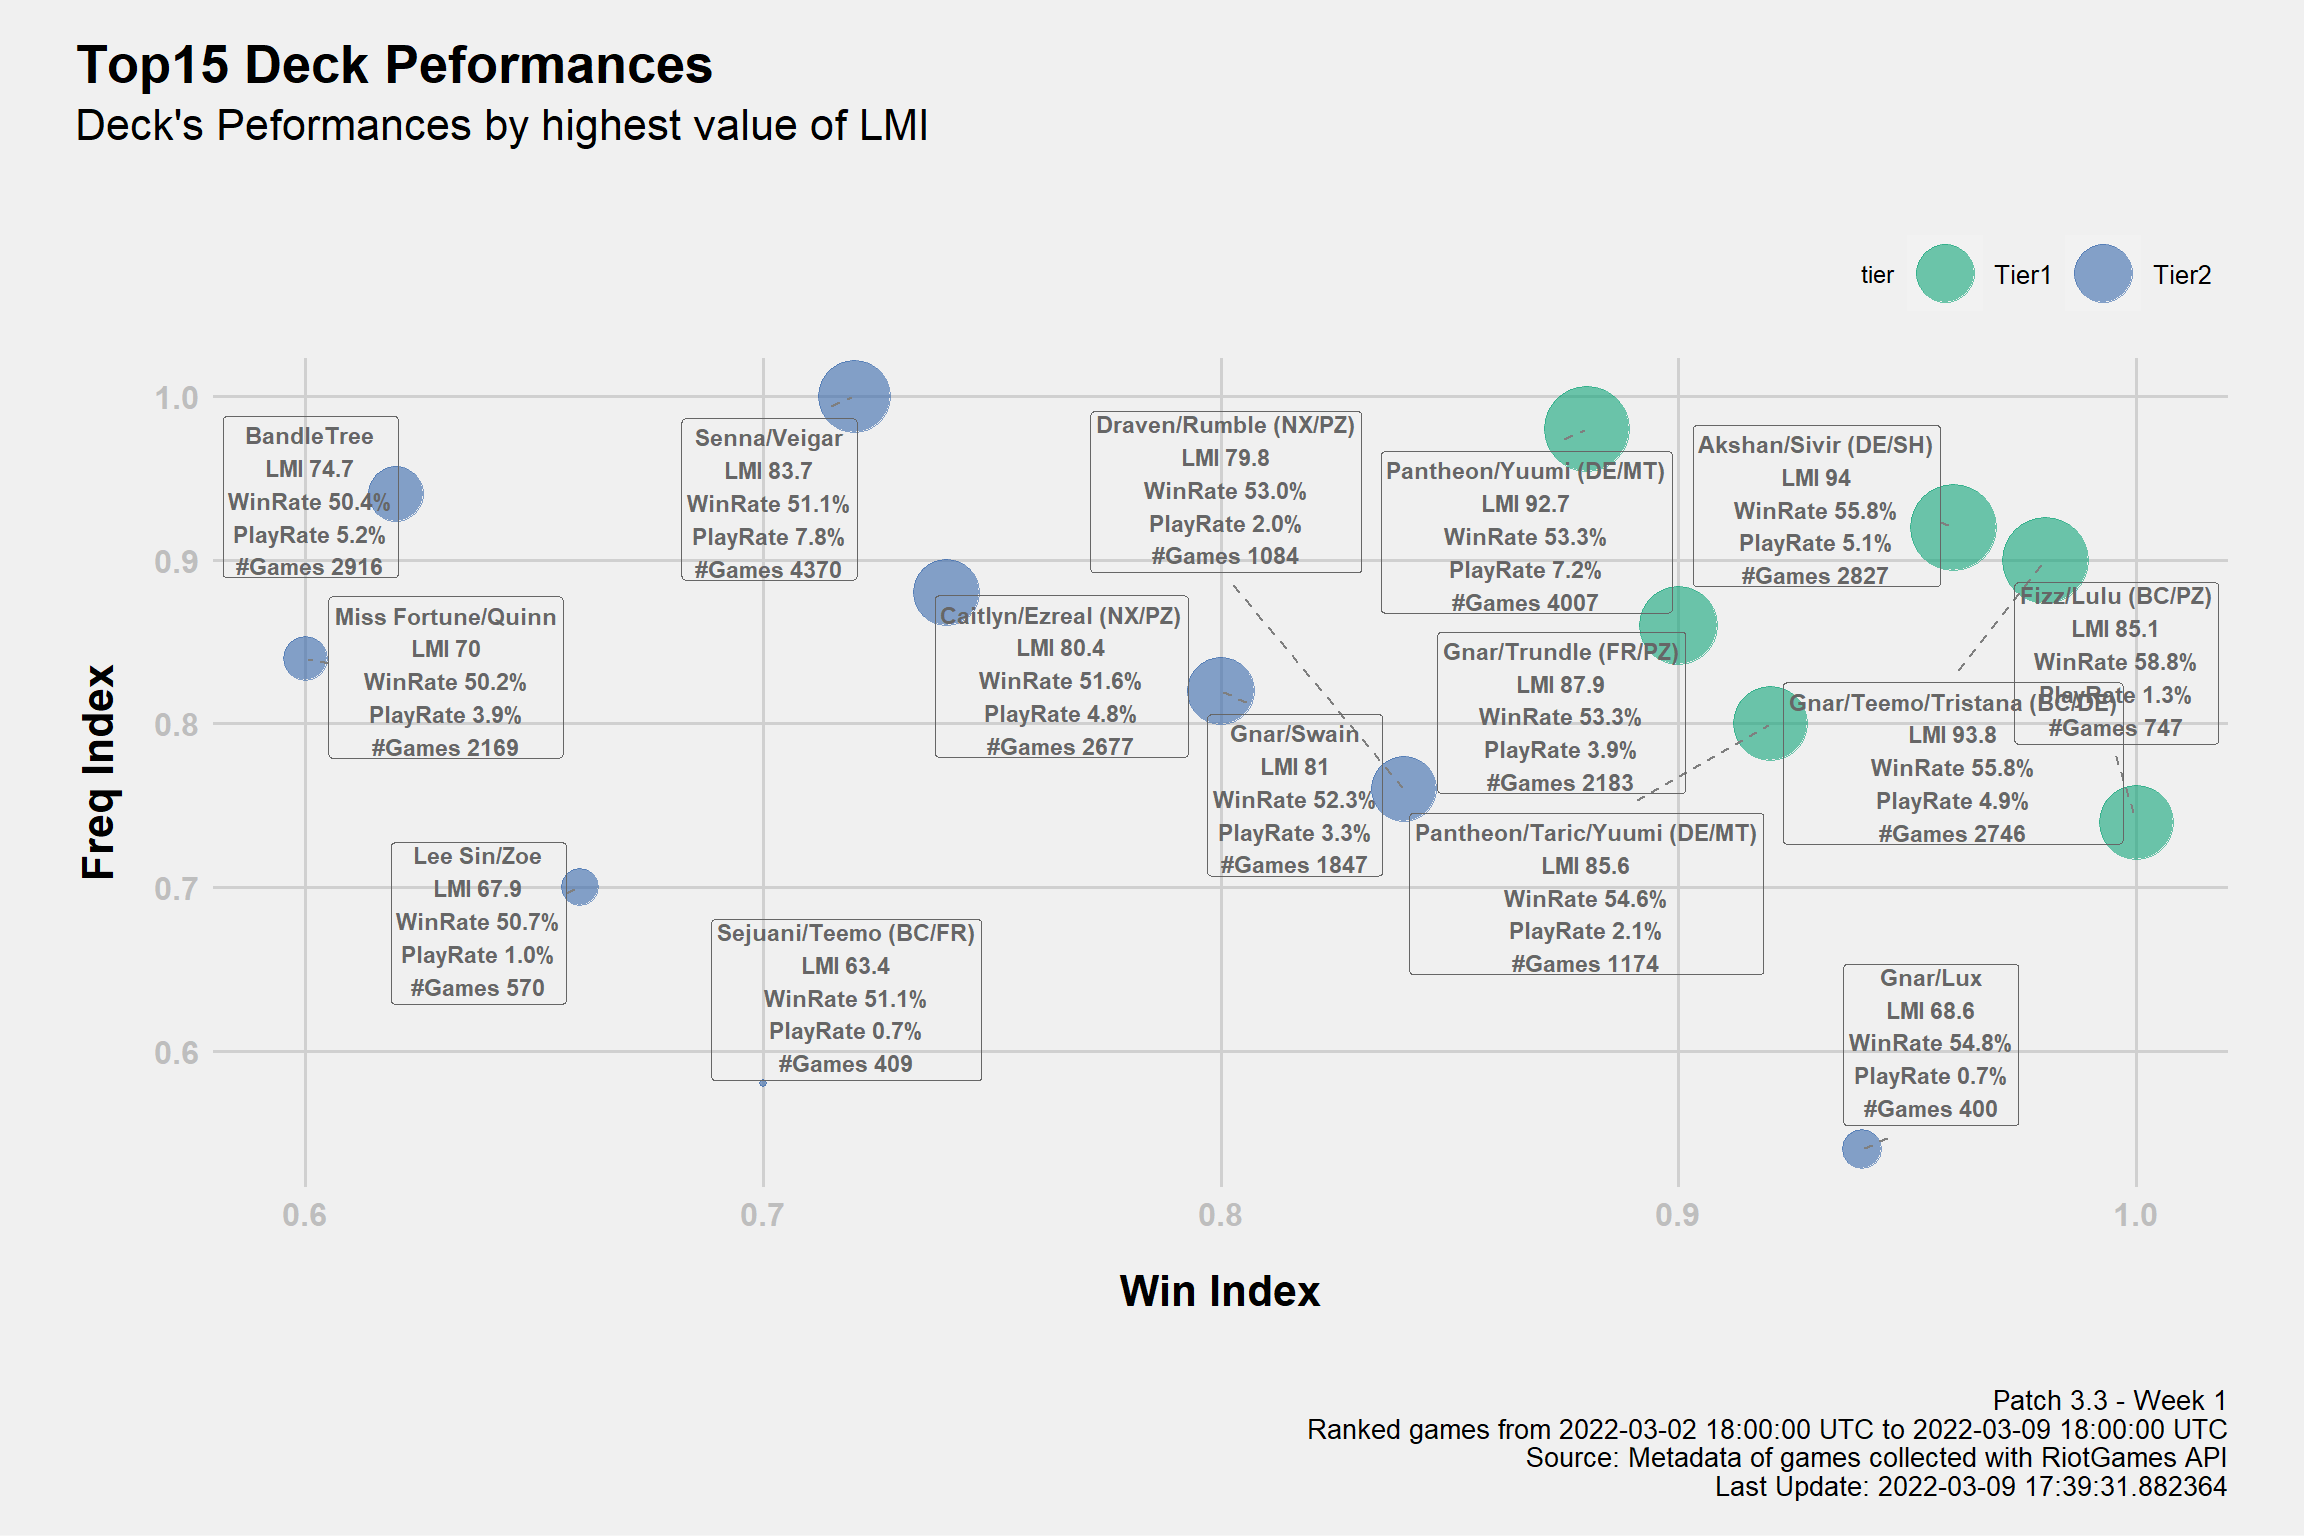 Top15 Deck Peformances
Deck's Peformances by highest value of LMI
tier
Tier1
Tier2
Freq Index
1.0
0.9
0.8
0.7
0.6
BandleTree
LMI 74.7
WinRate 50.4%
PlayRate 5.2%
#Games 2916
Senna/Veigar
LMI 83.7
WinRate 51.1%
PlayRate 7.8%
#Games 4370
Draven/Rumble (NX/PZ)
LMI 79.8
WinRate 53.0%
PlayRate 2.0%
#Games 1084
Pantheon/Yuumi (DE/MT)
LMI 92.7
WinRate 53.3%
PlayRate 7.2%
#Games 4007
Akshan/Sivir (DE/SH)
LMI 94
WinRate 55.8%
PlayRate 5.1%
#Games 2827
Fizz/Lulu (BC/PZ)
LMI 85.1
WinRate 58.8%
PlayRate 1.3%
#Games 747
Miss Fortune/Quinn
LMI 70
WinRate 50.2%
PlayRate 3.9%
#Games 2169
Caitlyn/Ezreal (NX/PZ)
LMI 80.4
WinRate 51.6%
PlayRate 4.8%
#Games 2677
Gnar/Swain
LMI 81
WinRate 52.3%
PlayRate 3.3%
#Games 1847
Gnar/Trundle (FR/PZ)
LMI 87.9
WinRate 53.3%
PlayRate 3.9%
#Games 2183
Gnar/Teemo/Tristana (BC/DE)
LMI 93.8
WinRate 55.8%
PlayRate 4.9%
#Games 2746
Pantheon/Taric/Yuumi (DE/MT)
LMI 85.6
WinRate 54.6%
PlayRate 2.1%
#Games 1174
Lee Sin/Zoe
LMI 67.9
WinRate 50.7%
PlayRate 1.0%
#Games 570
Sejuani/Teemo (BC/FR)
LMI 63.4
WinRate 51.1%
PlayRate 0.7%
#Games 409
Gnar/Lux
LMI 68.6
WinRate 54.8%
PlayRate 0.7%
#Games 400
0.6
0.7
0.8
0.9
1.0
Win Index
Patch 3.3 - Week 1
Ranked games from 2022-03-02 18:00:00 UTC to 2022-03-09 18:00:00 UTC
Source: Metadata of games collected with RiotGames API
Last Update: 2022-03-09 17:39:31.882364